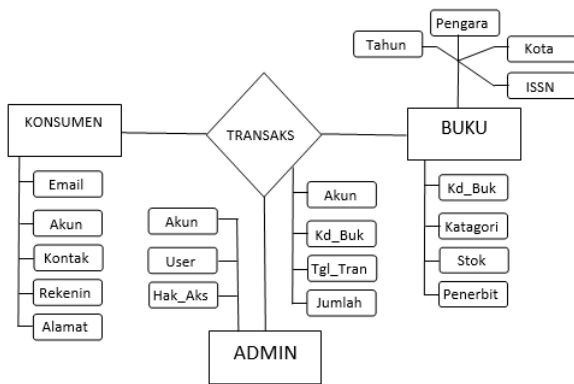 Pengara
Tahun
Kota
ISSN
KONSUMEN
TRANSAKS
BUKU
Email
Akun
Kontak
Rekenin
Alamat
Akun
User
Hak_Aks
Akun
Kd_Buk
Tgl_Tran
Jumlah
Kd_Buk
Katagori
Stok
Penerbit
ADMIN